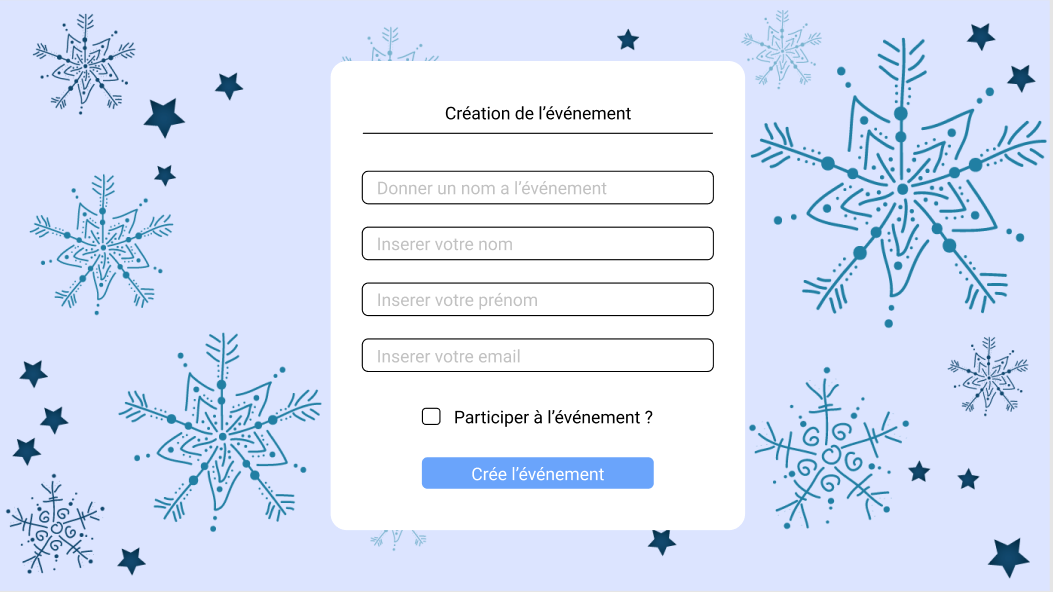 Création de l’événement
Donner un nom a l’événement
Inserer votre nom
Inserer votre prénom
Inserer votre email
Participer à l’événement ?
Crée l’événement